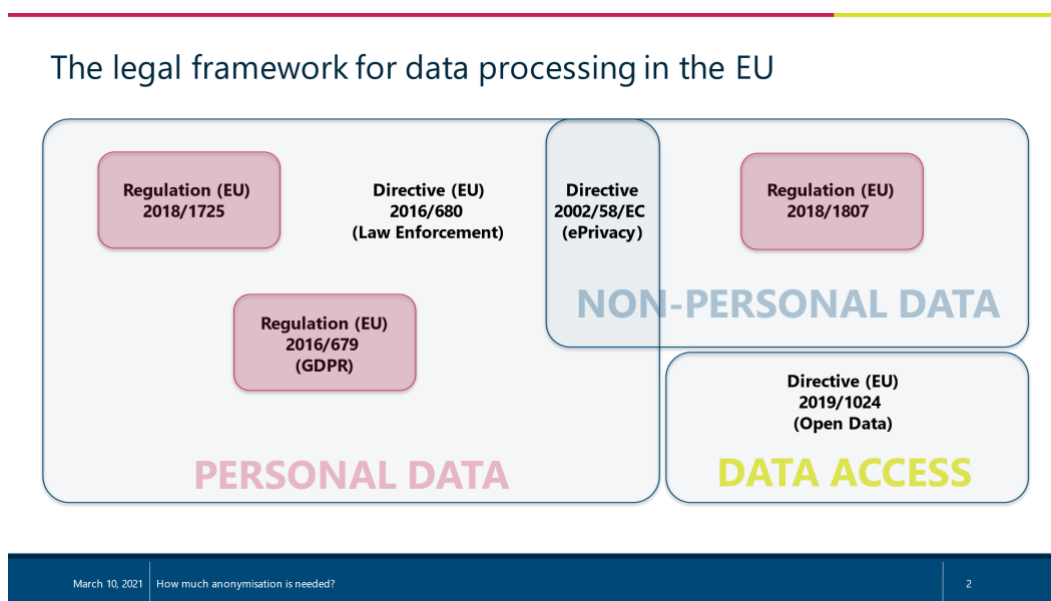 The legal framework for data processing in the EU
Regulation (EU)
2018/1725
Directive (EU)
2016/680
(Law Enforcement)
Directive
2002/58/EC
(ePrivacy)
Regulation (EU)
2018/1807
NON-PERSONAL DATA
Regulation (EU)
2016/679
(GDPR)
Directive (EU)
2019/1024
(Open Data)
PERSONAL DATA
DATA ACCESS
March 10, 2021
How much anonymisation is needed?
2